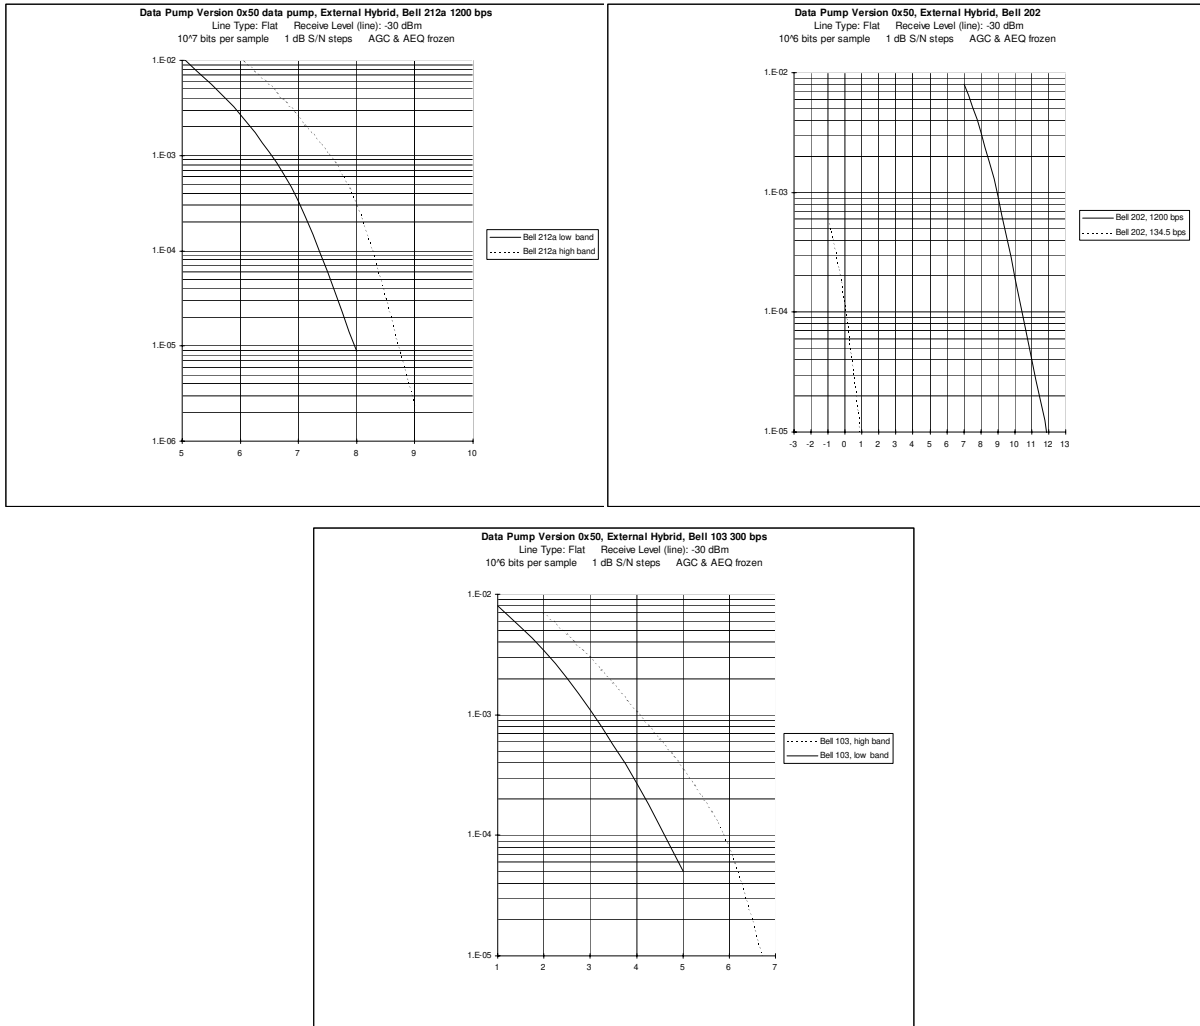 Data Pump Version 0x50 data pump, External Hybrid, Bell 212a 1200 bps
Line Type: Flat Receive Level (line): -30 dBm
10^7 bits per sample 1 dB S/N steps AGC & AEQ frozen
1.E-02
1.E-03
1.E-04
1.E-05
1.E-06
5 6 7 8 9 10
Bell 212a low band
Bell 212a high band
Data Pump Version 0x50, External Hybrid, Bell 202
Line Type: Flat Receive Level (line): -30 dBm
10^6 bits per sample 1 dB S/N steps AGC & AEQ frozen
1.E-02
1.E-03
1.E-04
1.E-05
-3 -2 -1 0 1 2 3 4 5 6 7 8 9 10 11 12 13
Bell 202, 1200 bps
Bell 202, 134.5 bps
Data Pump Version 0x50, External Hybrid, Bell 103 300 bps
Line Type: Flat Receive Level (line): -30 dBm
10^6 bits per sample 1 dB S/N steps AGC & AEQ frozen
1.E-02
1.E-03
1.E-04
1.E-05
1 2 3 4 5 6 7
Bell 103, high band
Bell 103, low band